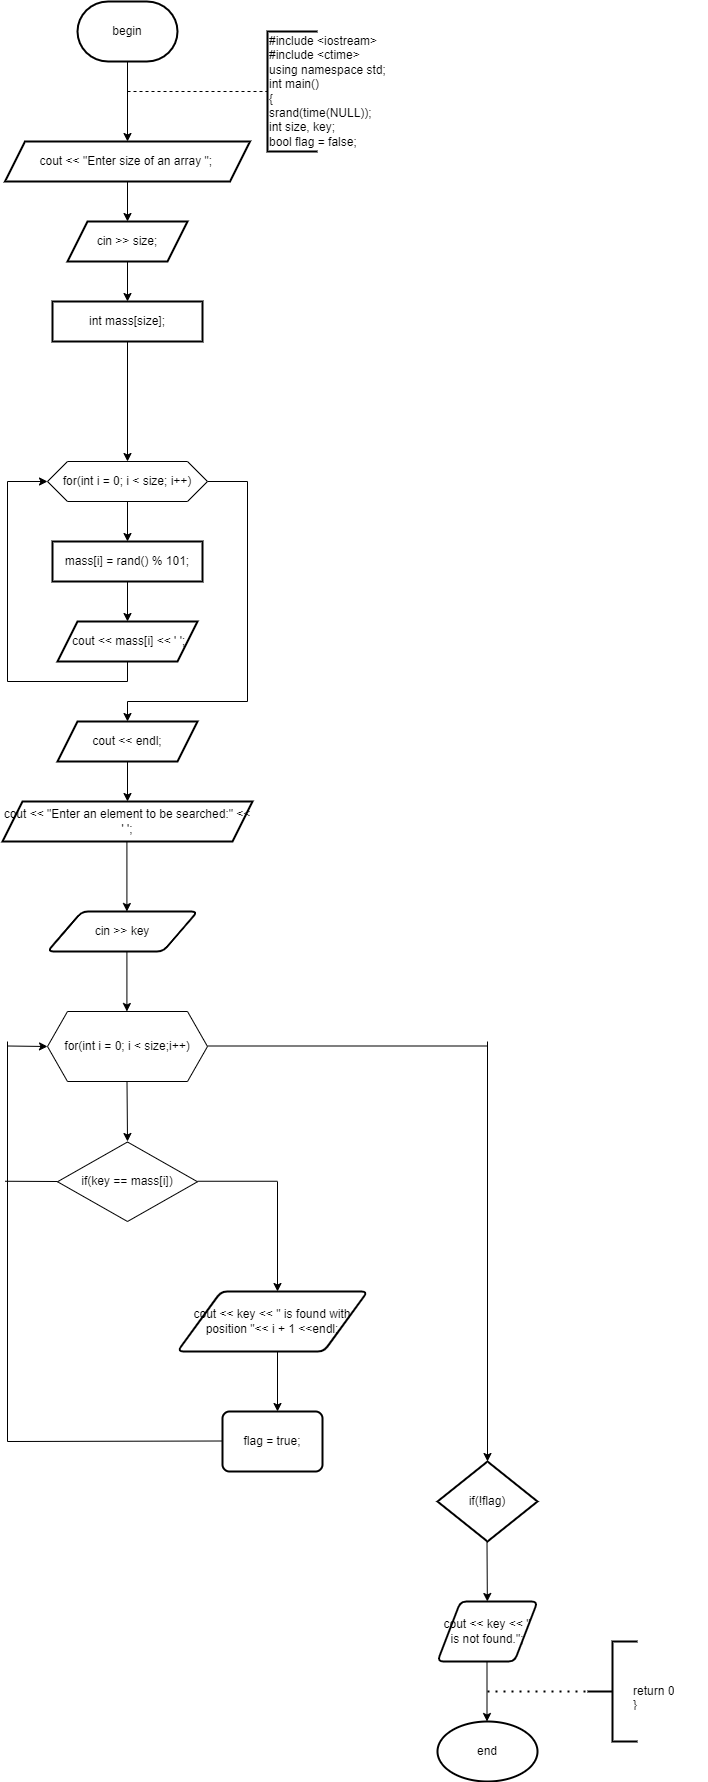 begin
#include <iostream>
#include <ctime>
using namespace std;
int main()
{
srand(time(NULL));
int size, key;
bool flag = false;
cout << "Enter size of an array ";
cin >> size;
int mass[size];
for(int i = 0; i < size; i++)
mass[i] = rand() % 101;
cout << mass[i] << ' ';
cout << endl;
cout << "Enter an element to be searched:" <<
' ';
cin >> key
for(int i = 0; i < size;i++)
if(key == mass[i])
cout << key << " is found with
position "<< i + 1 <<endl;
flag = true;
if(!flag)
cout << key << "
is not found.";
return 0
}
end